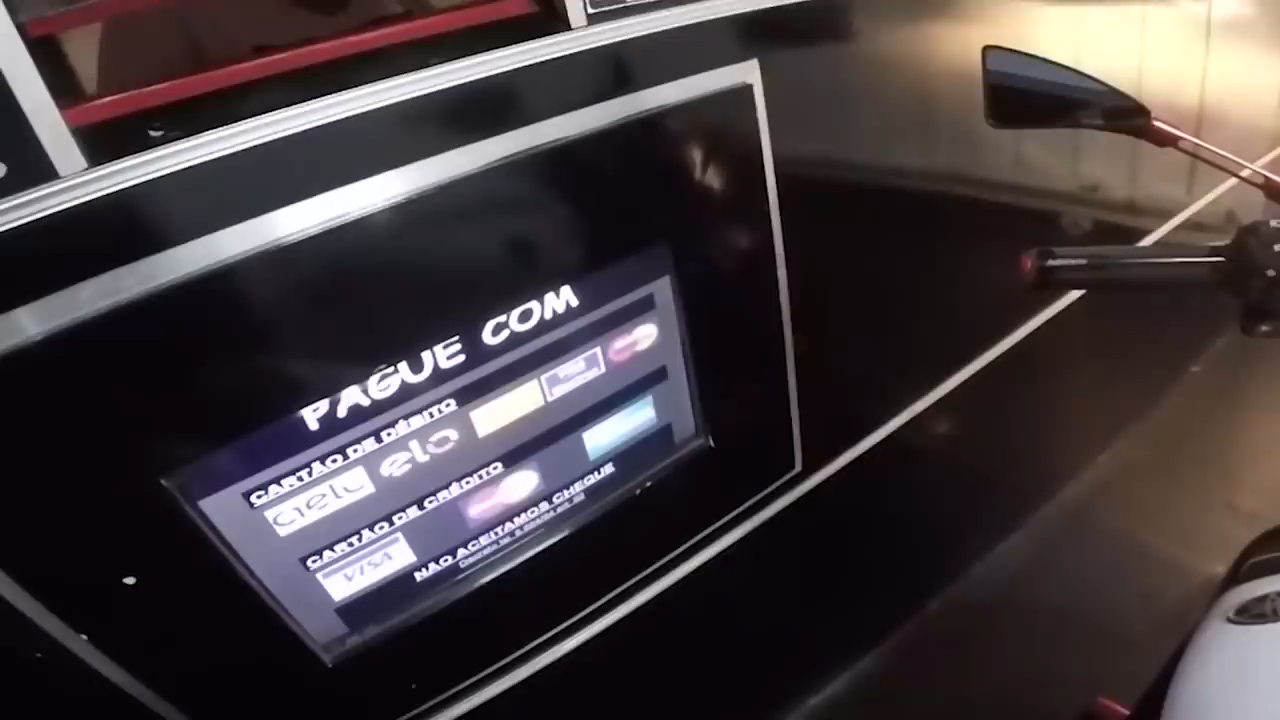 PAGUE COM
CARTÃO DE DÉBITO
cielo elo
CARTÃO DE CRÉDITO
VISA
NÃO ACEITAMOS CHEQUE